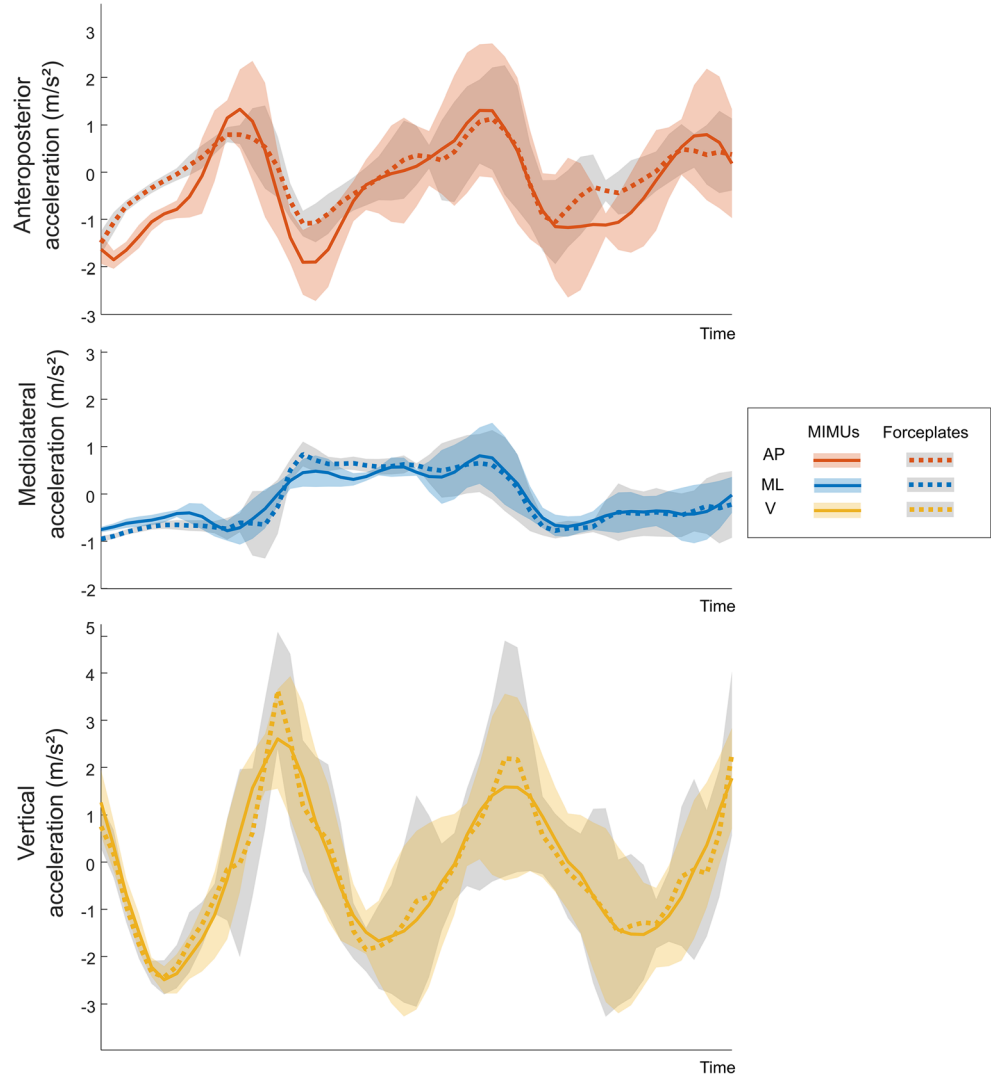 Anteroposterior
acceleration (m/s²)
3
2
1
0
-1
-2
-3
Time
Mediolateral
acceleration (m/s²)
3
2
1
0
-1
-2
Time
MIMUs Forceplates
AP
ML
V
Vertical
acceleration (m/s²)
5
4
3
2
1
0
-1
-2
-3
Time